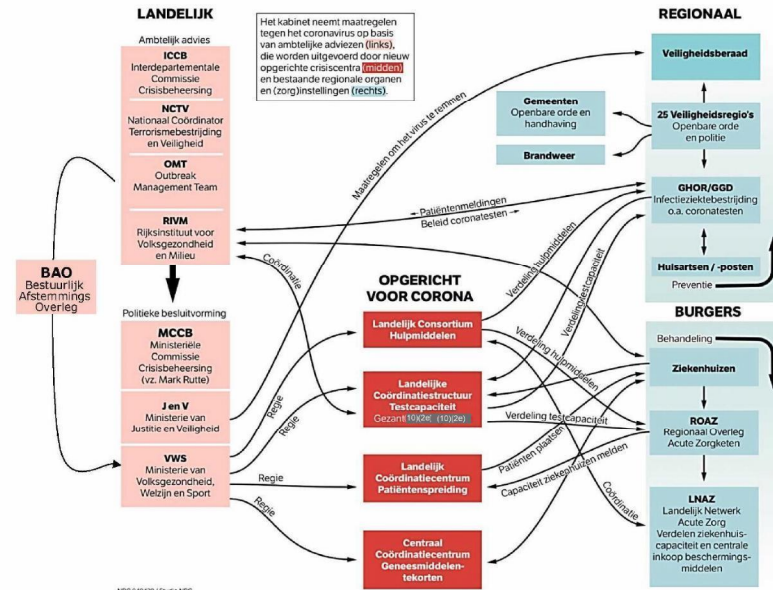 LANDELIJK
Ambtelijk advies
ICCB
Interdepartementale
Commissie
Crisisbeheersing
NCTV
Nationaal Coördinator
Terrorismebestrijding
en Veiligheid
OMT
Outbreak
Management Team
RIVM
Rijksinstituut voor
Volksgezondheid
en Milieu
BAO
Bestuurlijk
Afstemmings
Overleg
Politieke besluitvorming
MCCB
Ministeriële
Commissie
Crisisbeheersing
(vz. Mark Rutte)
J en V
Ministerie van
Justitie en Veiligheid
VWS
Ministerie van
Volksgezondheid,
Welzijn en Sport
Het kabinet neemt maatregelen
tegen het coronavirus op basis
van ambtelijke adviezen (links),
die worden uitgevoerd door nieuw
opgerichte crisiscentra (midden)
en bestaande regionale organen
en (zorg)instellingen (rechts).
Maatregelen om het virus te remmen
Patiëntenmeldingen
Beleid coronatesten
Coördinatie
Regie
Regie
Regie
Regie
OPGERICHT
VOOR CORONA
Landelijk Consortium
Hulpmiddelen
Landelijke
Coördinatiestructuur
Testcapaciteit
Gezant (10)(2e) (10)(2e)
Landelijk
Coördinatiecentrum
Patiëntenspreiding
Centraal
Coördinatiecentrum
Geneesmiddelen-
tekorten
Verdeling hulpmiddelen
Verdeling testcapaciteit
Verdeling hulpmiddelen
Verdeling testcapaciteit
Patiënten plaatsen
Capaciteit ziekenhuizen melden
Coördinatie
REGIONAAL
Veiligheidsberaad
Gemeenten
Openbare orde en
handhaving
25 Veiligheidsregio's
Openbare orde
en politie
Brandweer
GHOR/GGD
Infectieziektebestrijding
o.a. coronatesten
Huisartsen / -posten
Preventie
BURGERS
Behandeling
Ziekenhuizen
ROAZ
Regionaal Overleg
Acute Zorgketen
LNAZ
Landelijk Netwerk
Acute Zorg
Verdelen ziekenhuis-
capaciteit en centrale
inkoop beschermings-
middelen